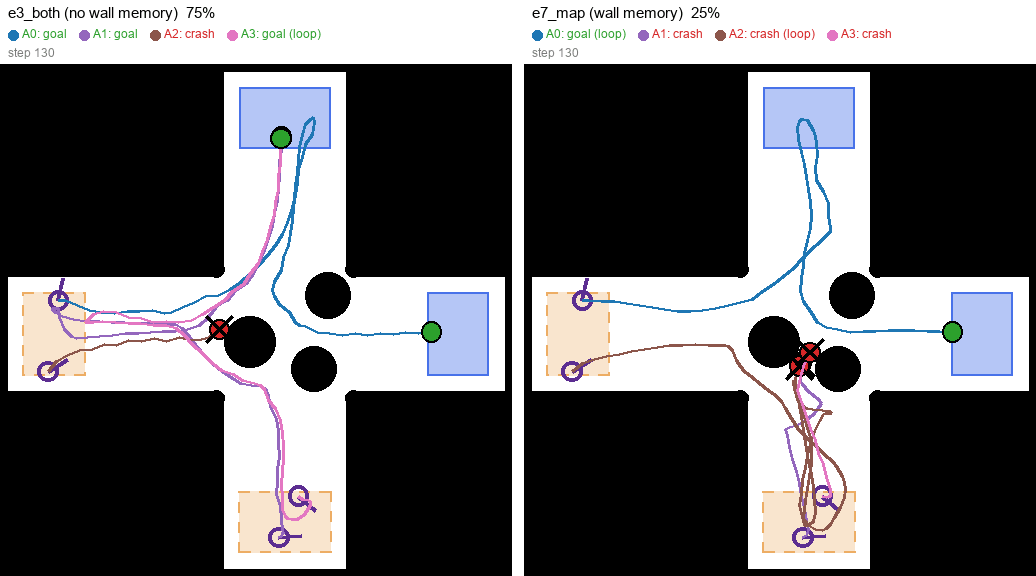 e3_both (no wall memory)  75%
A0: goal A1: goal A2: crash A3: goal (loop)
step 130
e7_map (wall memory)  25%
A0: goal (loop) A1: crash A2: crash (loop) A3: crash
step 130